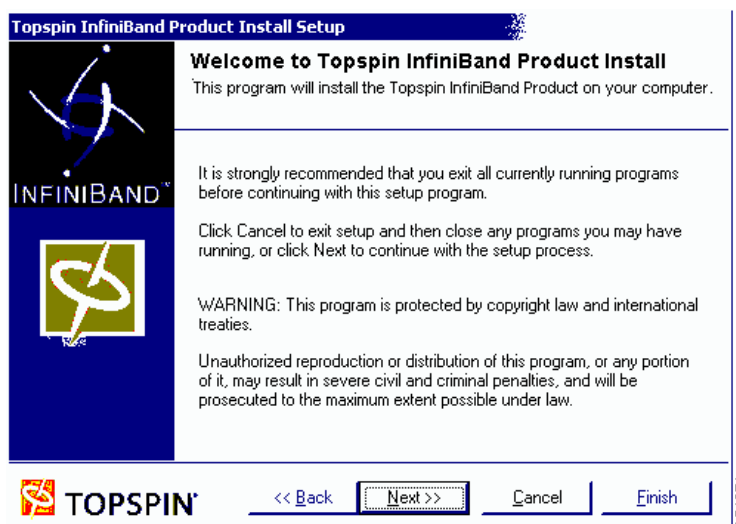 Topspin InfiniBand Product Install Setup
Welcome to Topspin InfiniBand Product Install
This program will install the Topspin InfiniBand Product on your computer.
INFINIBAND™
It is strongly recommended that you exit all currently running programs
before continuing with this setup program.
Click Cancel to exit setup and then close any programs you may have
running, or click Next to continue with the setup process.
WARNING: This program is protected by copyright law and international
treaties.
Unauthorized reproduction or distribution of this program, or any portion
of it, may result in severe civil and criminal penalties, and will be
prosecuted to the maximum extent possible under law.
TOPSPIN
<< Back Next >> Cancel Finish